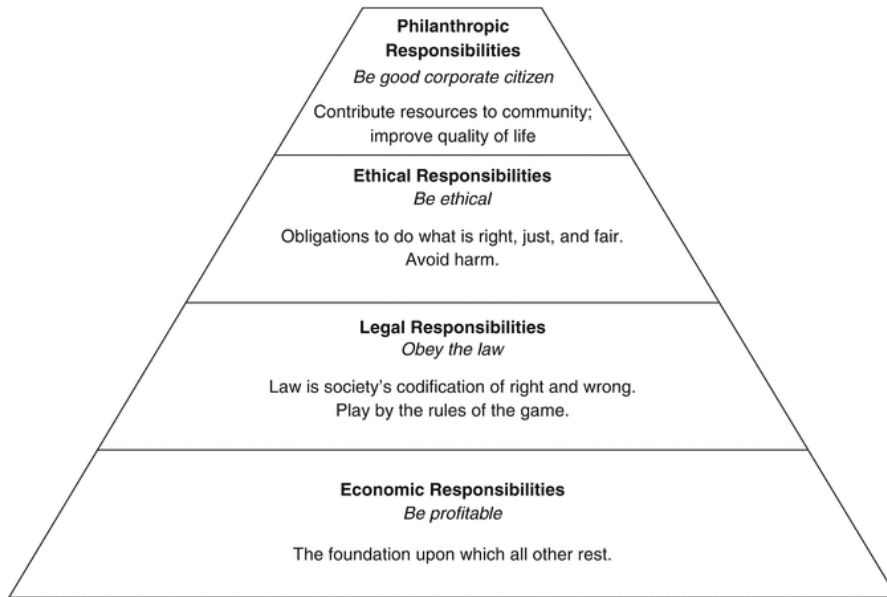 Philanthropic
Responsibilities
Be good corporate citizen
Contribute resources to community;
improve quality of life
Ethical Responsibilities
Be ethical
Obligations to do what is right, just, and fair.
Avoid harm.
Legal Responsibilities
Obey the law
Law is society’s codification of right and wrong.
Play by the rules of the game.
Economic Responsibilities
Be profitable
The foundation upon which all other rest.